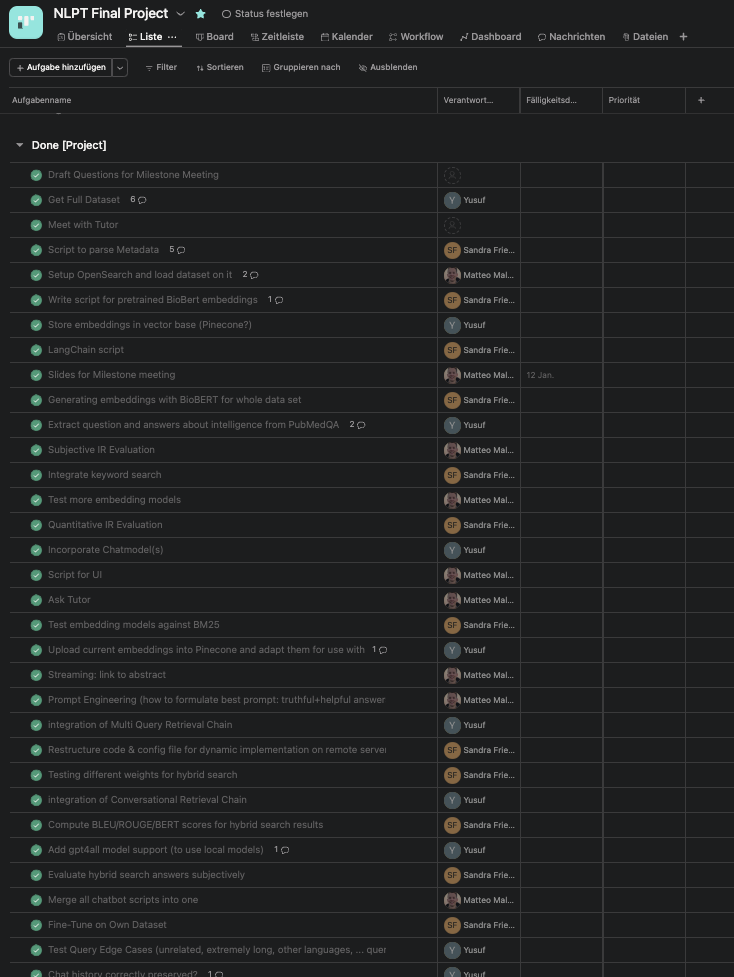 NLPT Final Project Status festlegen
Übersicht Liste ... Board Zeitleiste Kalender Workflow Dashboard Nachrichten Dateien +
+ Aufgabe hinzufügen Filter Sortieren Gruppieren nach Ausblenden
Aufgabenname Verantwort... Fälligkeitsd... Priorität +
Done [Project]
Draft Questions for Milestone Meeting
Get Full Dataset 6 Y Yusuf
Meet with Tutor
Script to parse Metadata 5 SF Sandra Frie...
Setup OpenSearch and load dataset on it 2 Matteo Mal...
Write script for pretrained BioBert embeddings 1 SF Sandra Frie...
Store embeddings in vector base (Pinecone?) Y Yusuf
LangChain script SF Sandra Frie...
Slides for Milestone meeting Matteo Mal... 12 Jan.
Generating embeddings with BioBERT for whole data set SF Sandra Frie...
Extract question and answers about intelligence from PubMedQA 2 Y Yusuf
Subjective IR Evaluation Matteo Mal...
Integrate keyword search SF Sandra Frie...
Test more embedding models Matteo Mal...
Quantitative IR Evaluation SF Sandra Frie...
Incorporate Chatmodel(s) Y Yusuf
Script for UI Matteo Mal...
Ask Tutor Matteo Mal...
Test embedding models against BM25 SF Sandra Frie...
Upload current embeddings into Pinecone and adapt them for use with 1 Y Yusuf
Streaming: link to abstract Matteo Mal...
Prompt Engineering (how to formulate best prompt: truthful+helpful answer Matteo Mal...
integration of Multi Query Retrieval Chain Y Yusuf
Restructure code & config file for dynamic implementation on remote server SF Sandra Frie...
Testing different weights for hybrid search SF Sandra Frie...
integration of Conversational Retrieval Chain Y Yusuf
Compute BLEU/ROUGE/BERT scores for hybrid search results SF Sandra Frie...
Add gpt4all model support (to use local models) 1 Y Yusuf
Evaluate hybrid search answers subjectively SF Sandra Frie...
Merge all chatbot scripts into one Matteo Mal...
Fine-Tune on Own Dataset SF Sandra Frie...
Test Query Edge Cases (unrelated, extremely long, other languages, ... quer Y Yusuf
Chat history correctly preserved? 1 Y Yusuf